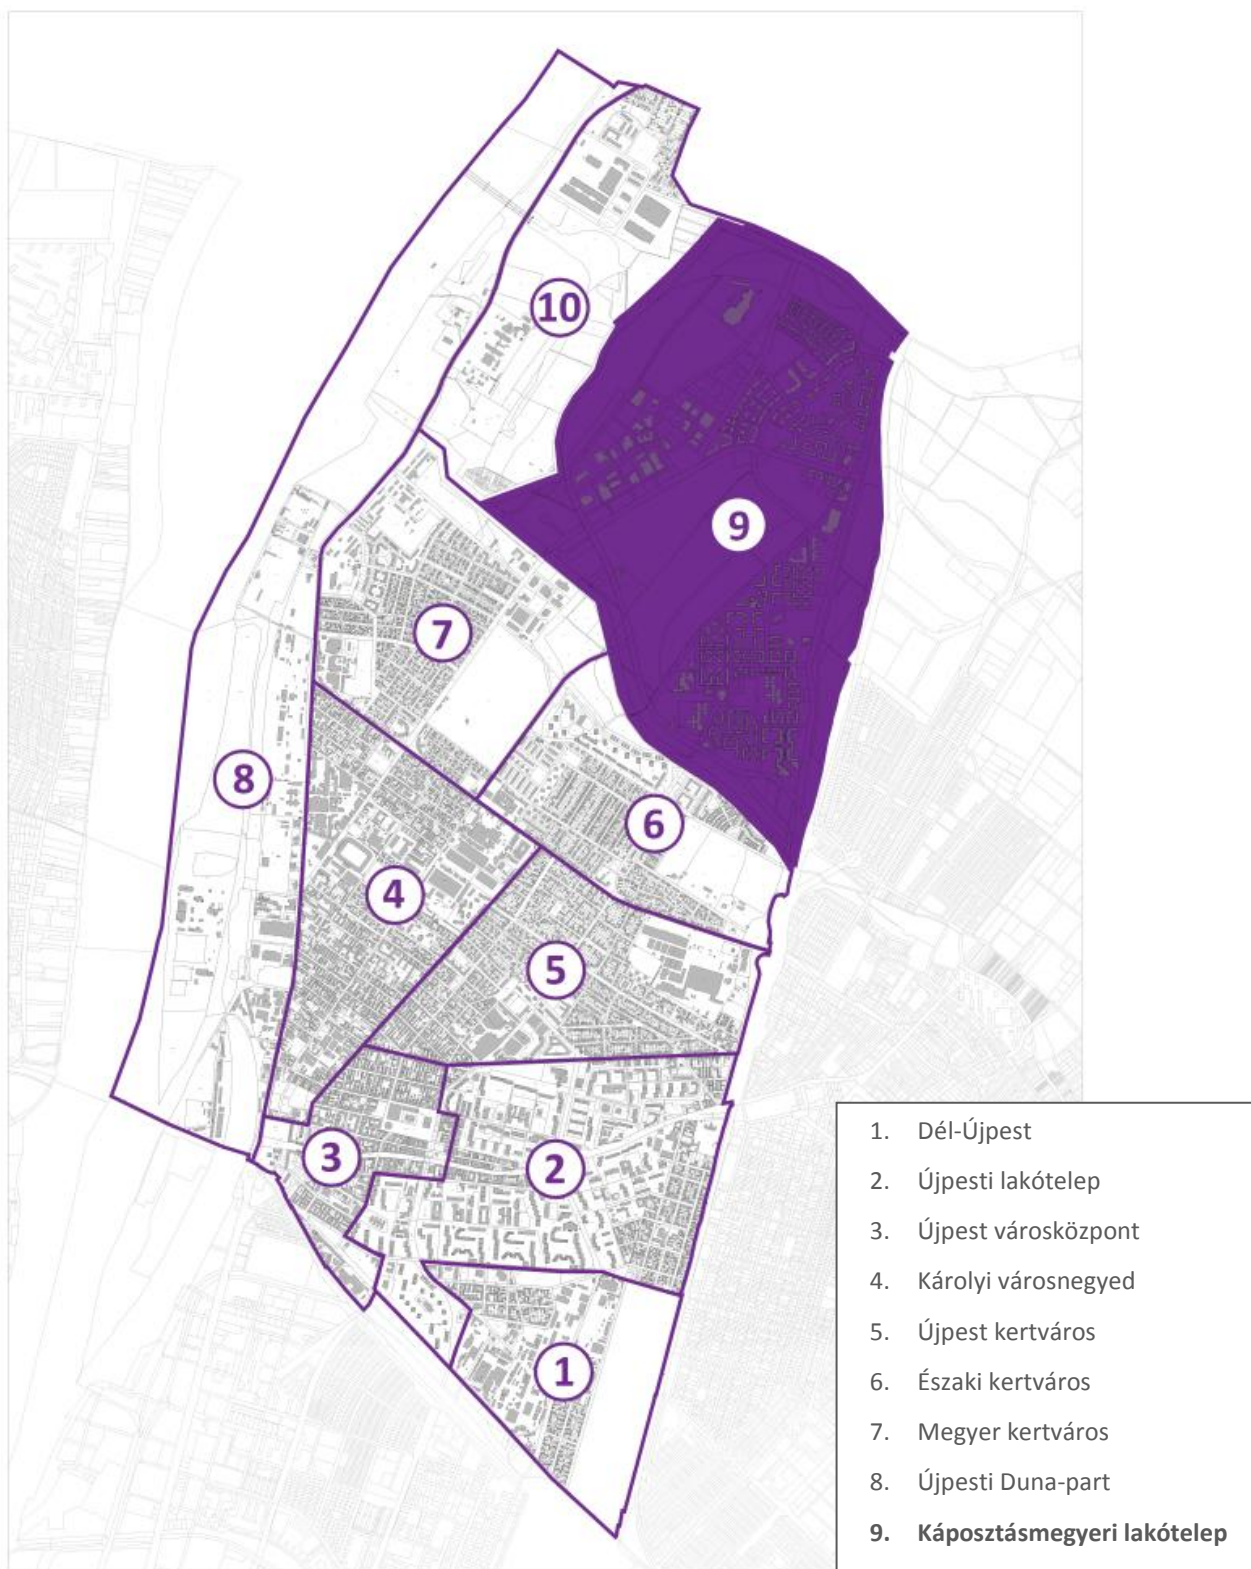 10
9
7
8
6
4
5
3
2
1
1. Dél-Újpest
2. Újpesti lakótelep
3. Újpest városközpont
4. Károlyi városnegyed
5. Újpest kertváros
6. Északi kertváros
7. Megyer kertváros
8. Újpesti Duna-part
9. Káposztásmegyeri lakótelep